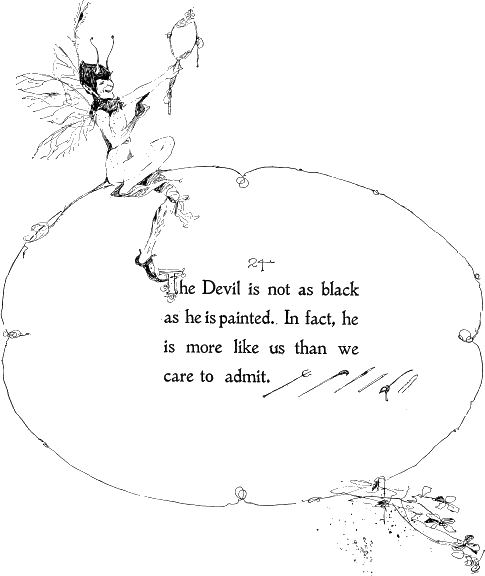 24
The Devil is not as black
as he is painted. In fact, he
is more like us than we
care to admit.